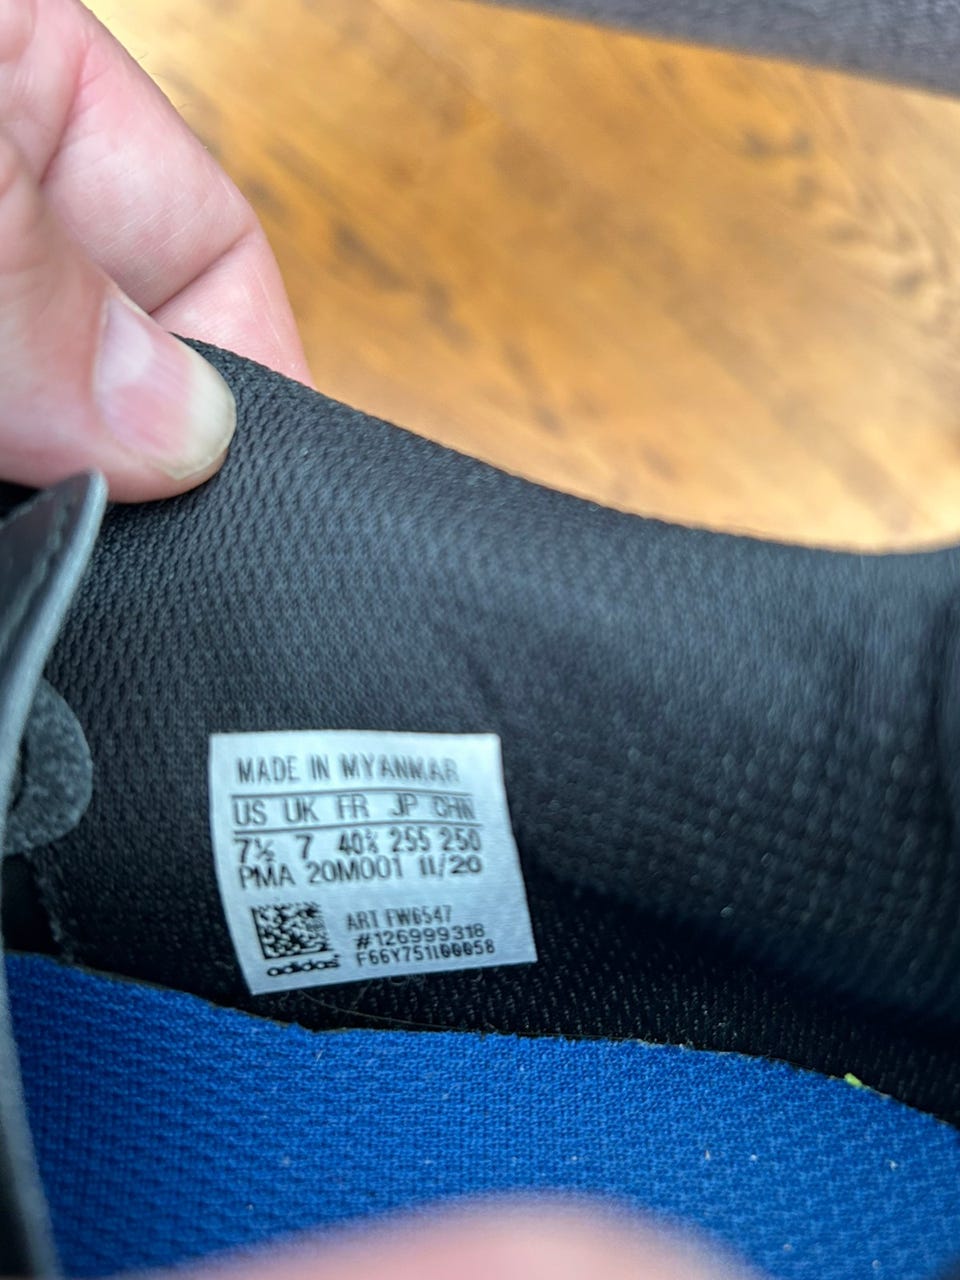 MADE IN MYANMAR
US UK FR JP CHN
7½ 7 40⅔ 255 250
PMA 20M001 11/20
ART FW6547
#126999318
F66Y751I00058
adidas